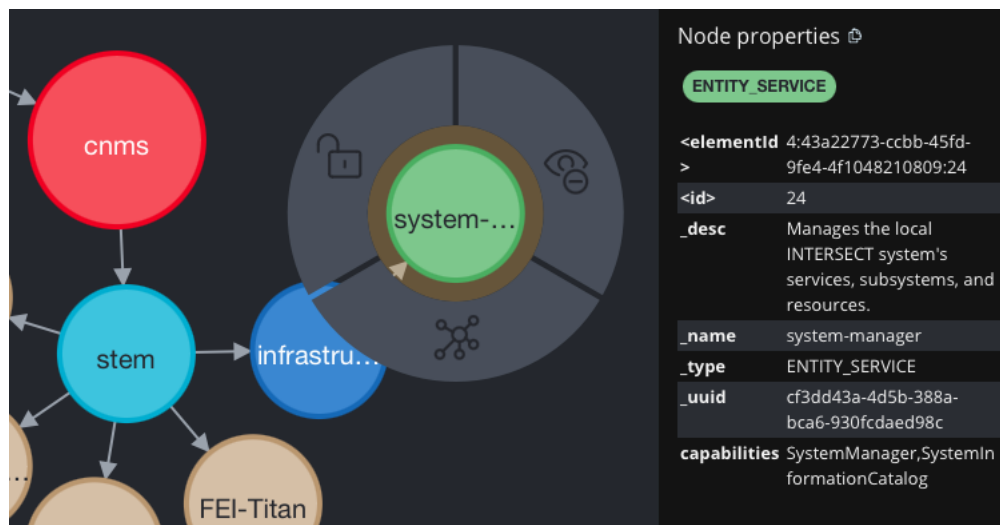 cnms
system-...
stem
infrastru...
FEI-Titan
...
Node properties
ENTITY_SERVICE
<elementId 4:43a22773-ccbb-45fd-
> 9fe4-4f1048210809:24
<id> 24
_desc Manages the local
INTERSECT system's
services, subsystems, and
resources.
_name system-manager
_type ENTITY_SERVICE
_uuid cf3dd43a-4d5b-388a-
bca6-930fcdaed98c
capabilities SystemManager,SystemIn
formationCatalog